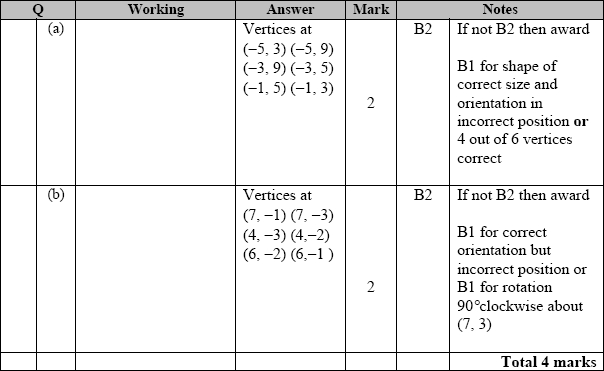 Q Working Answer Mark Notes
(a) Vertices at B2 If not B2 then award
(–5, 3) (–5, 9)
(–3, 9) (–3, 5) B1 for shape of
(–1, 5) (–1, 3) correct size and
2 orientation in
incorrect position or
4 out of 6 vertices
correct
(b) Vertices at B2 If not B2 then award
(7, –1) (7, –3)
(4, –3) (4,–2) B1 for correct
(6, –2) (6,–1 ) orientation but
incorrect position or
2 B1 for rotation
90°clockwise about
(7, 3)
Total 4 marks